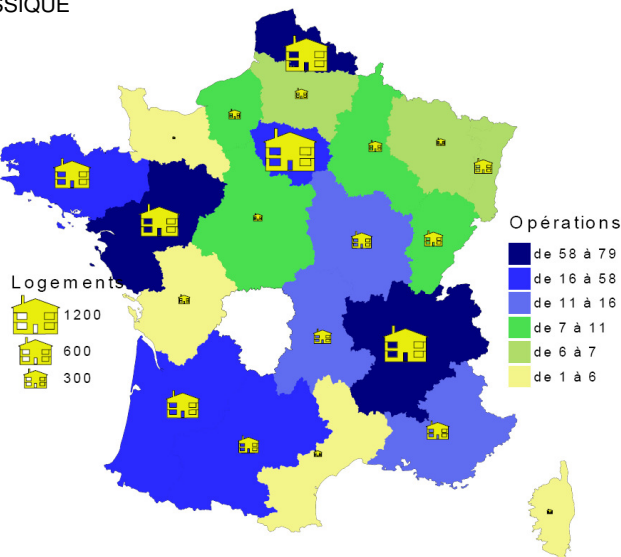 SSIQUE
Opérations
de 58 à 79
de 16 à 58
de 11 à 16
de 7 à 11
de 6 à 7
de 1 à 6
Logements
1200
600
300